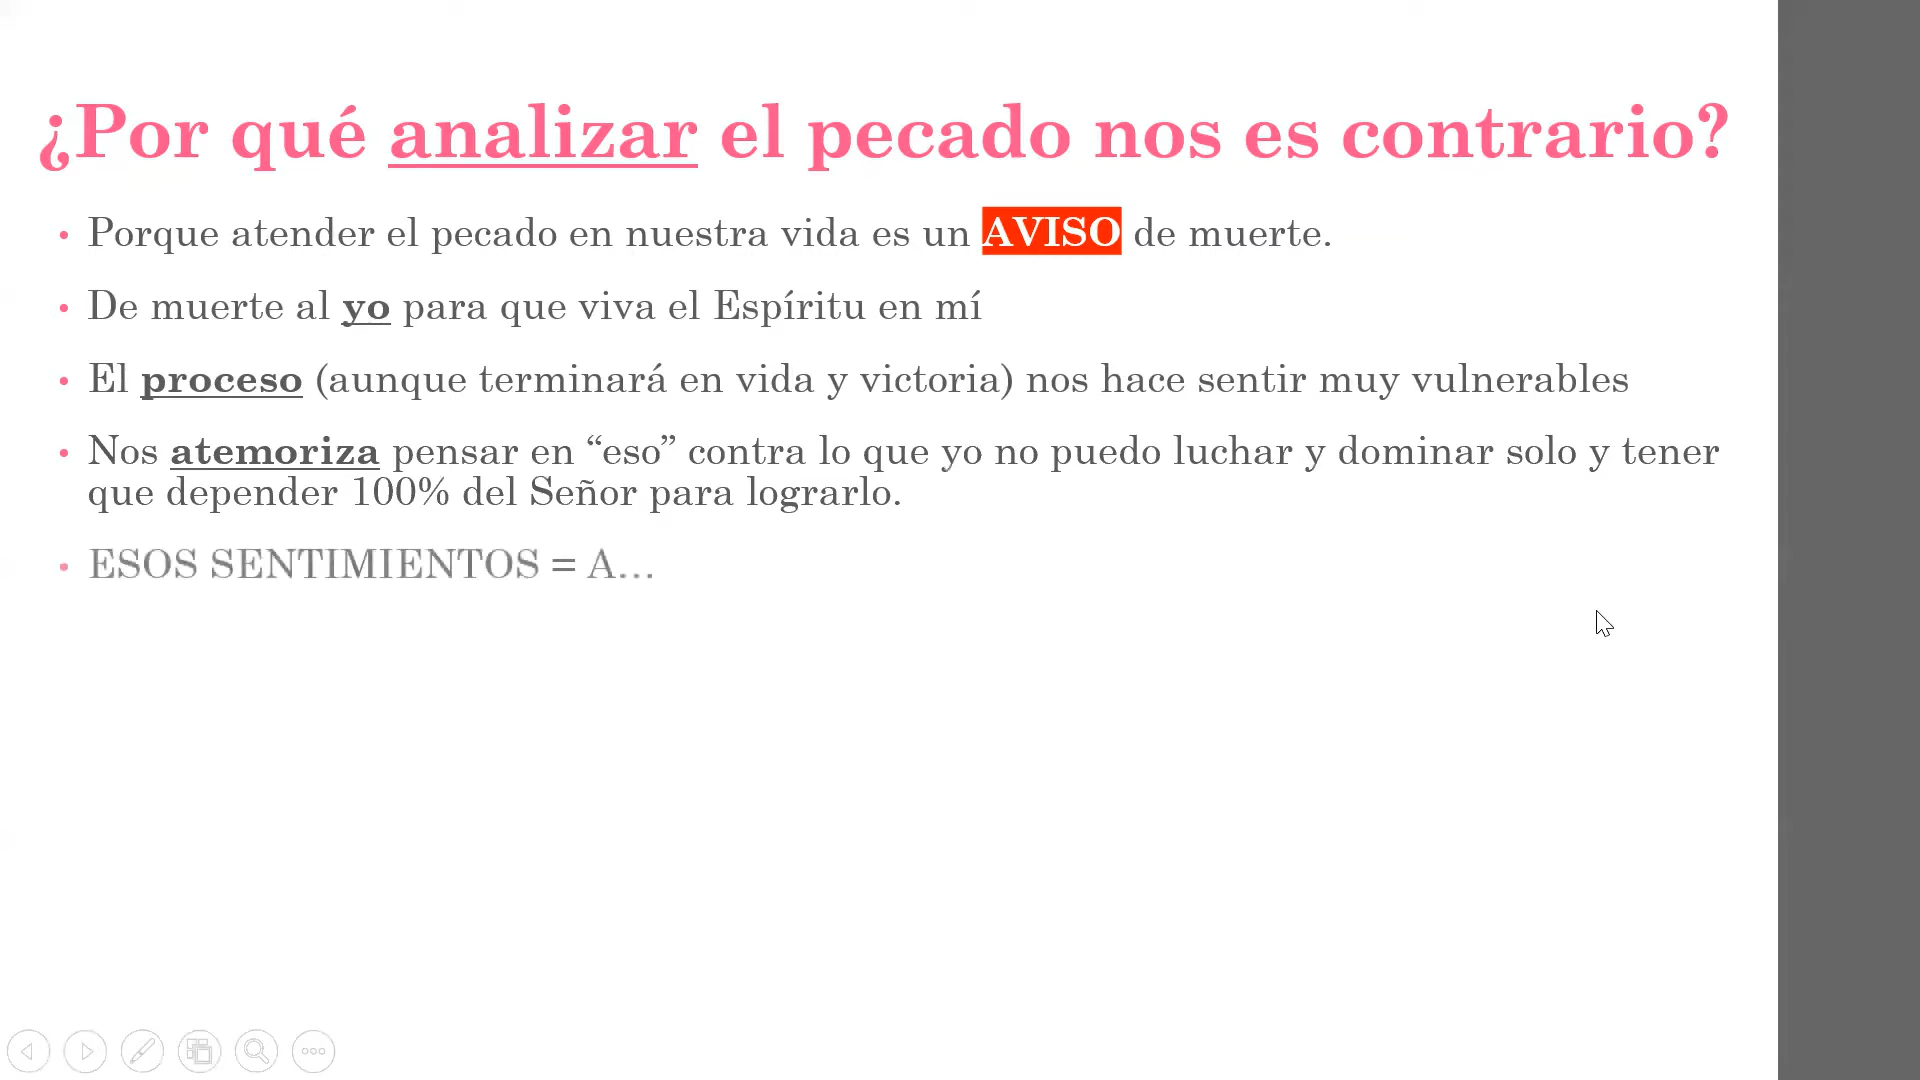 ¿Por qué analizar el pecado nos es contrario?
• Porque atender el pecado en nuestra vida es un AVISO de muerte.
• De muerte al yo para que viva el Espíritu en mí
• El proceso (aunque terminará en vida y victoria) nos hace sentir muy vulnerables
• Nos atemoriza pensar en “eso” contra lo que yo no puedo luchar y dominar solo y tener
que depender 100% del Señor para lograrlo.
• ESOS SENTIMIENTOS = A…